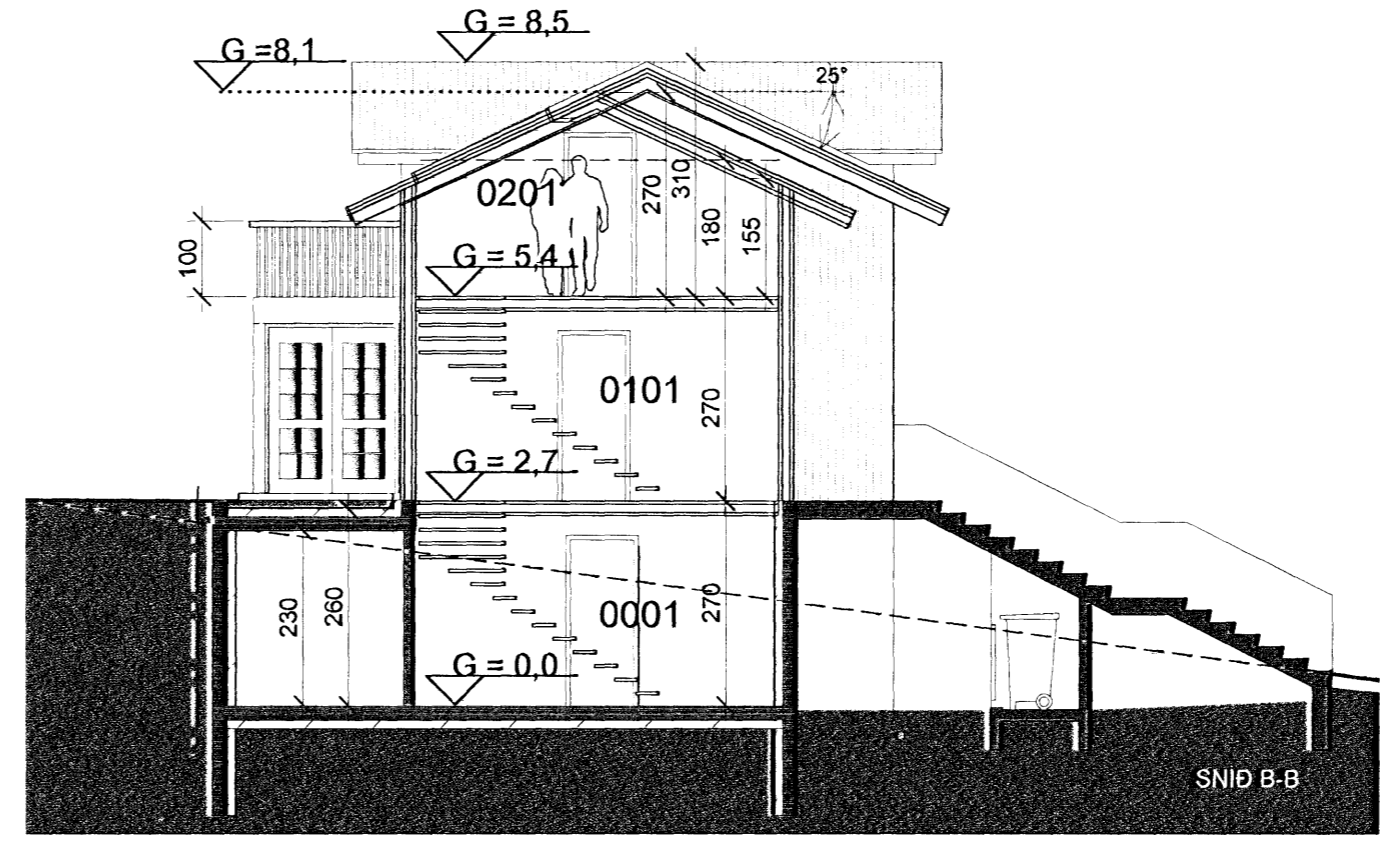 G = 8,5
G =8,1
25°
0201
270
310
180
155
100
G = 5,4
0101
270
G = 2,7
230
260
0001
270
G = 0,0
SNIÐ B-B